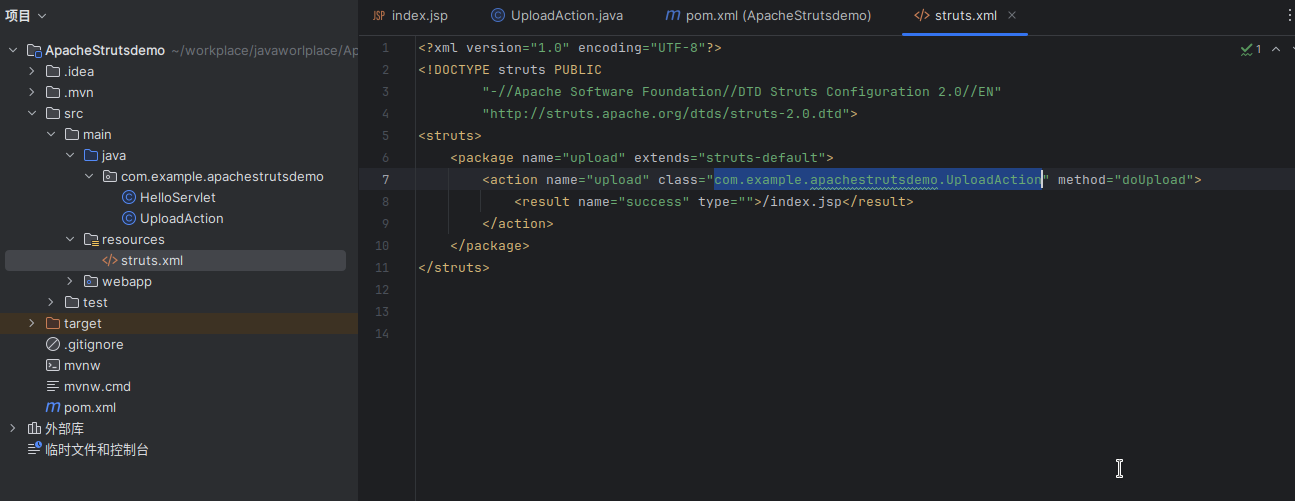 项目
index.jsp UploadAction.java pom.xml (ApacheStrutsdemo) struts.xml
ApacheStrutsdemo ~/workplace/javaworlplace/Ap
.idea
.mvn
src
main
java
com.example.apachestrutsdemo
HelloServlet
UploadAction
resources
struts.xml
webapp
test
target
.gitignore
mvnw
mvnw.cmd
pom.xml
外部库
临时文件和控制台
1 <?xml version="1.0" encoding="UTF-8"?>
2 <!DOCTYPE struts PUBLIC
3 "-//Apache Software Foundation//DTD Struts Configuration 2.0//EN"
4 "http://struts.apache.org/dtds/struts-2.0.dtd">
5 <struts>
6 <package name="upload" extends="struts-default">
7 <action name="upload" class="com.example.apachestrutsdemo.UploadAction" method="doUpload">
8 <result name="success" type="">/index.jsp</result>
9 </action>
10 </package>
11 </struts>
12
13
14
1